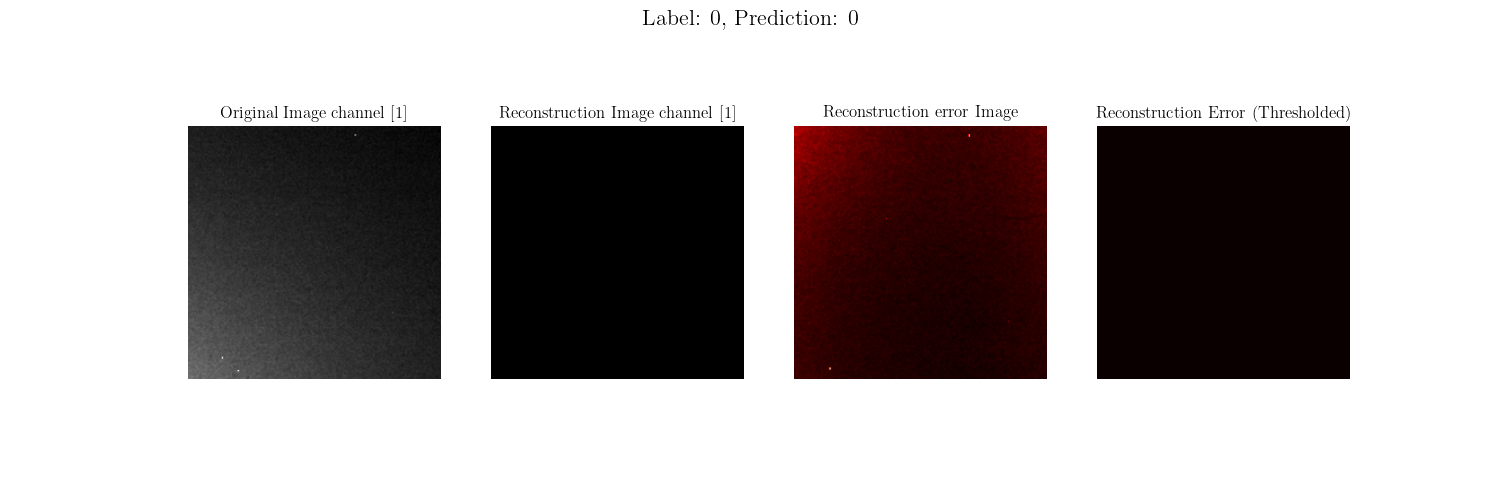 Label: 0, Prediction: 0
Original Image channel [1]
Reconstruction Image channel [1]
Reconstruction error Image
Reconstruction Error (Thresholded)